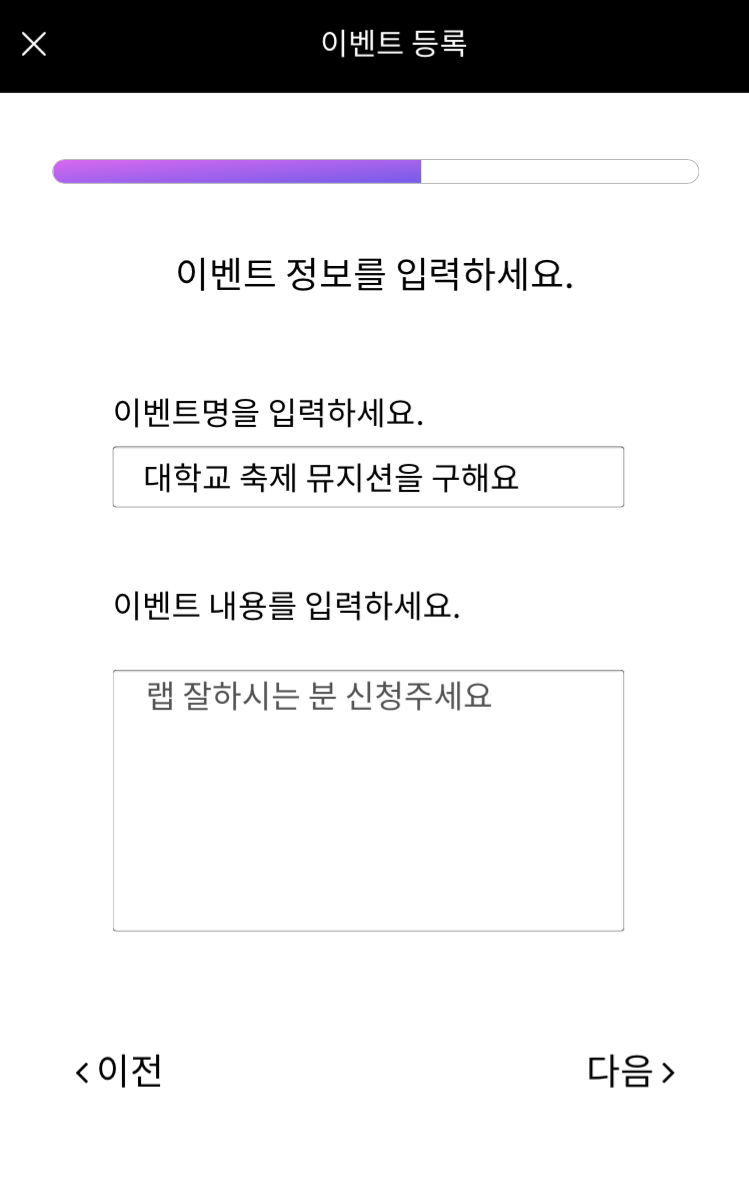 이벤트 등록
이벤트 정보를 입력하세요.
이벤트명을 입력하세요.
대학교 축제 뮤지션을 구해요
이벤트 내용를 입력하세요.
랩 잘하시는 분 신청주세요
이전
다음